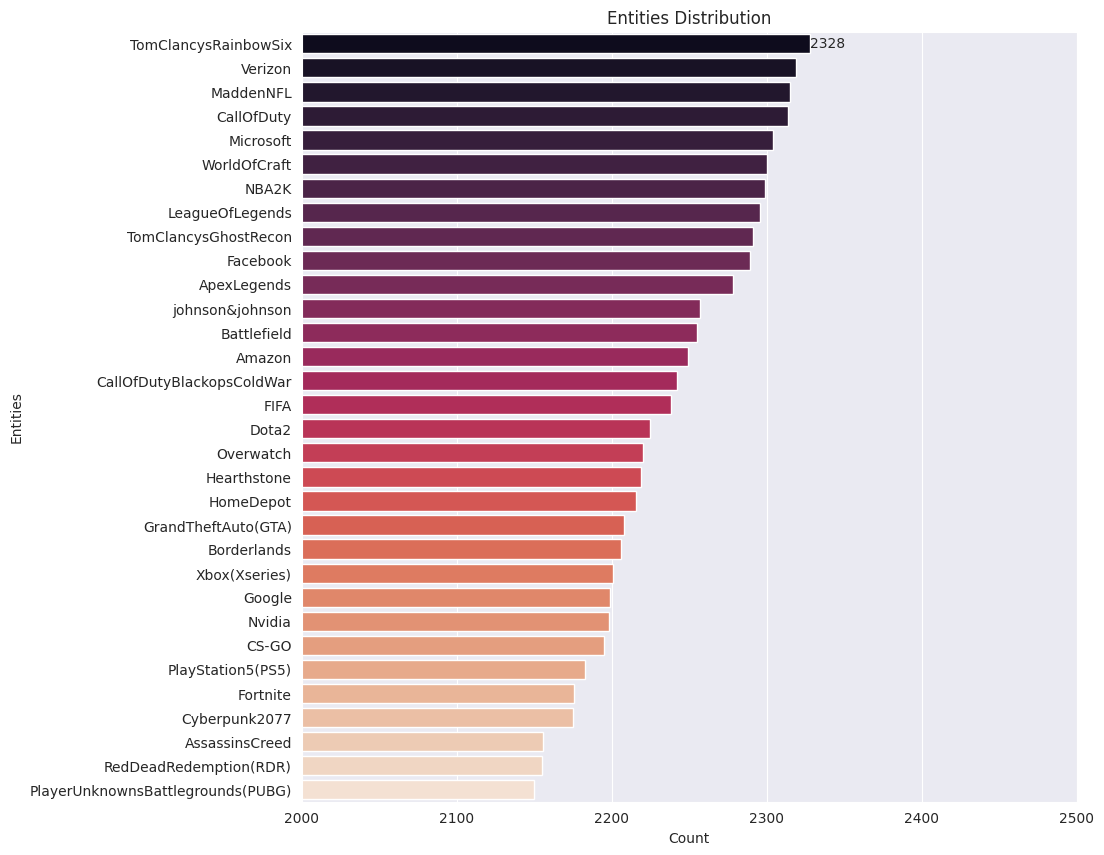 Entities Distribution
TomClancysRainbowSix
2328
Verizon
MaddenNFL
CallOfDuty
Microsoft
WorldOfCraft
NBA2K
LeagueOfLegends
TomClancysGhostRecon
Facebook
ApexLegends
johnson&johnson
Battlefield
Amazon
CallOfDutyBlackopsColdWar
FIFA
Dota2
Overwatch
Hearthstone
HomeDepot
GrandTheftAuto(GTA)
Borderlands
Xbox(Xseries)
Google
Nvidia
CS-GO
PlayStation5(PS5)
Fortnite
Cyberpunk2077
AssassinsCreed
RedDeadRedemption(RDR)
PlayerUnknownsBattlegrounds(PUBG)
Entities
2000 2100 2200 2300 2400 2500
Count